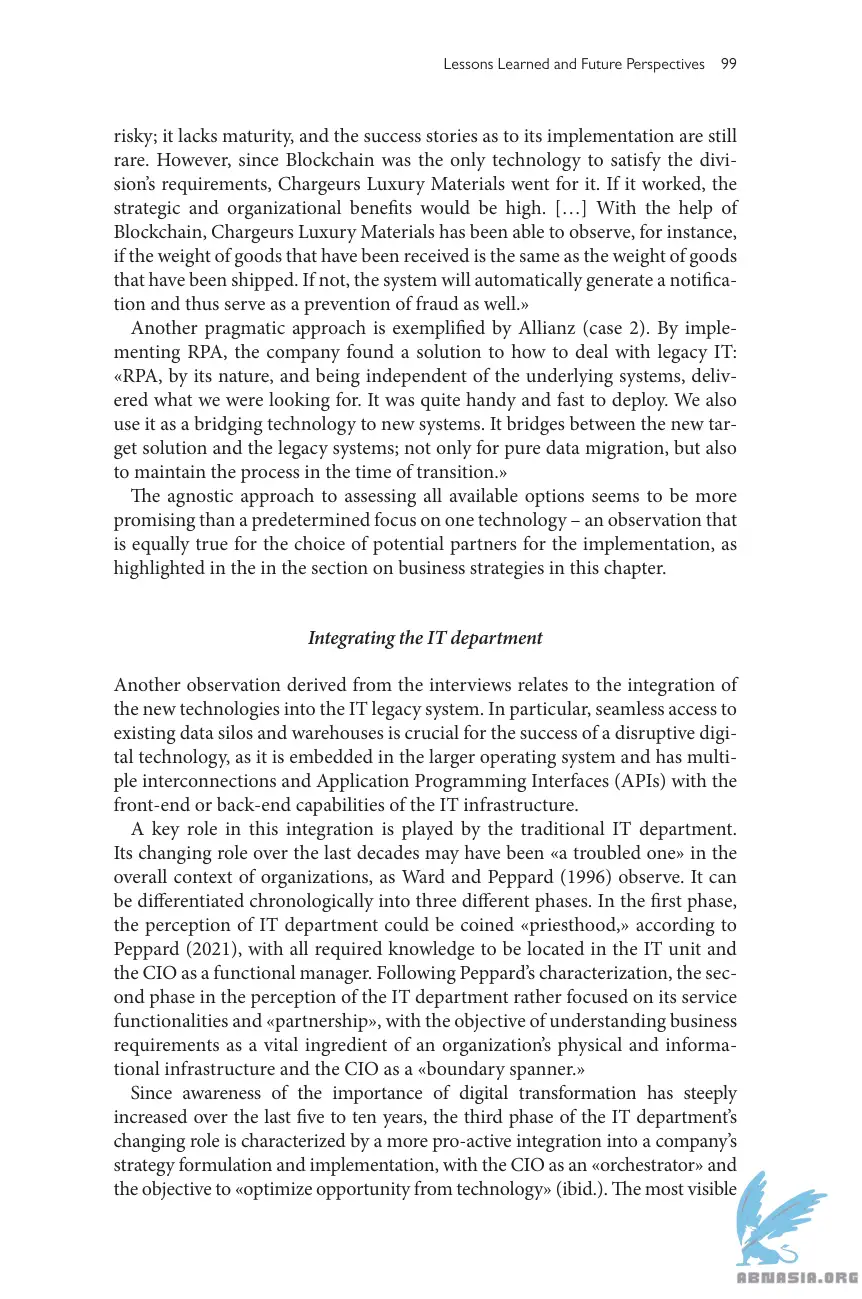 Lessons Learned and Future Perspectives 99
risky; it lacks maturity, and the success stories as to its implementation are still
rare. However, since Blockchain was the only technology to satisfy the divi-
sion’s requirements, Chargeurs Luxury Materials went for it. If it worked, the
strategic and organizational benefits would be high. […] With the help of
Blockchain, Chargeurs Luxury Materials has been able to observe, for instance,
if the weight of goods that have been received is the same as the weight of goods
that have been shipped. If not, the system will automatically generate a notifica-
tion and thus serve as a prevention of fraud as well.»
Another pragmatic approach is exemplified by Allianz (case 2). By imple-
menting RPA, the company found a solution to how to deal with legacy IT:
«RPA, by its nature, and being independent of the underlying systems, deliv-
ered what we were looking for. It was quite handy and fast to deploy. We also
use it as a bridging technology to new systems. It bridges between the new tar-
get solution and the legacy systems; not only for pure data migration, but also
to maintain the process in the time of transition.»
The agnostic approach to assessing all available options seems to be more
promising than a predetermined focus on one technology – an observation that
is equally true for the choice of potential partners for the implementation, as
highlighted in the in the section on business strategies in this chapter.
Integrating the IT department
Another observation derived from the interviews relates to the integration of
the new technologies into the IT legacy system. In particular, seamless access to
existing data silos and warehouses is crucial for the success of a disruptive digi-
tal technology, as it is embedded in the larger operating system and has multi-
ple interconnections and Application Programming Interfaces (APIs) with the
front-end or back-end capabilities of the IT infrastructure.
A key role in this integration is played by the traditional IT department.
Its changing role over the last decades may have been «a troubled one» in the
overall context of organizations, as Ward and Peppard (1996) observe. It can
be differentiated chronologically into three different phases. In the first phase,
the perception of IT department could be coined «priesthood,» according to
Peppard (2021), with all required knowledge to be located in the IT unit and
the CIO as a functional manager. Following Peppard’s characterization, the sec-
ond phase in the perception of the IT department rather focused on its service
functionalities and «partnership», with the objective of understanding business
requirements as a vital ingredient of an organization’s physical and informa-
tional infrastructure and the CIO as a «boundary spanner.»
Since awareness of the importance of digital transformation has steeply
increased over the last five to ten years, the third phase of the IT department’s
changing role is characterized by a more pro-active integration into a company’s
strategy formulation and implementation, with the CIO as an «orchestrator» and
the objective to «optimize opportunity from technology» (ibid.). The most visible
ABNASIA.ORG